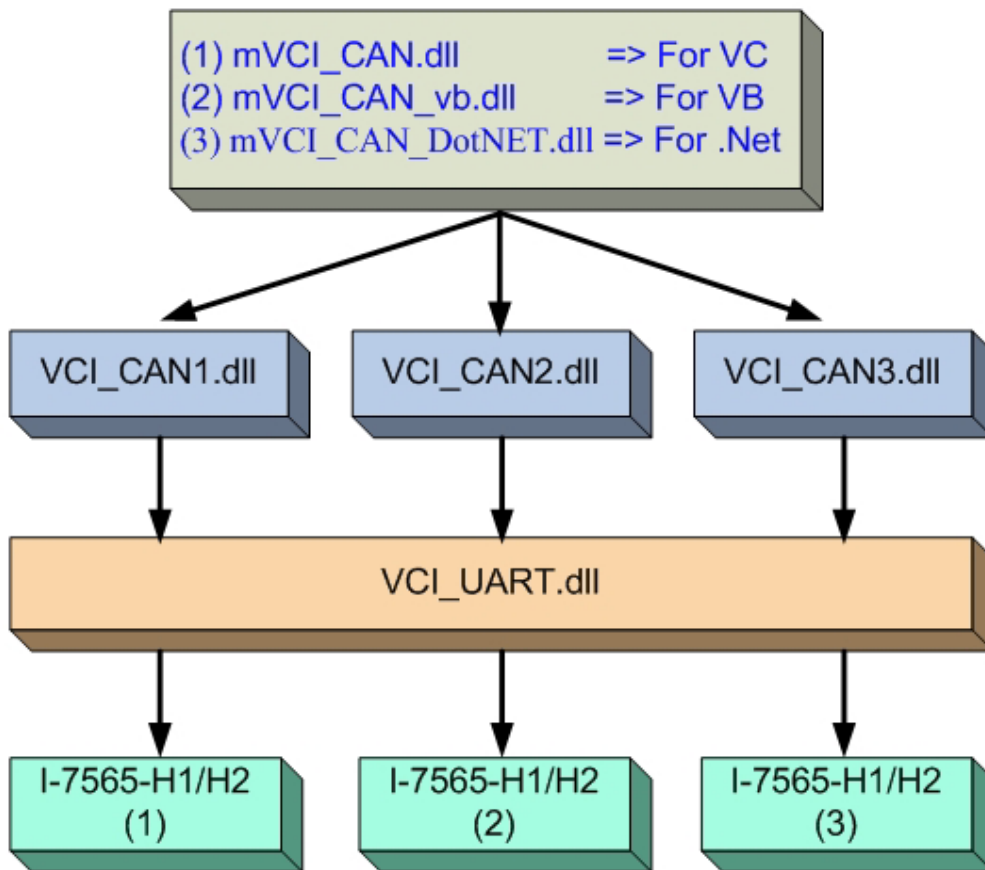 (1) mVCI_CAN.dll => For VC
(2) mVCI_CAN_vb.dll => For VB
(3) mVCI_CAN_DotNET.dll => For .Net
VCI_CAN1.dll
VCI_CAN2.dll
VCI_CAN3.dll
VCI_UART.dll
I-7565-H1/H2
(1)
I-7565-H1/H2
(2)
I-7565-H1/H2
(3)